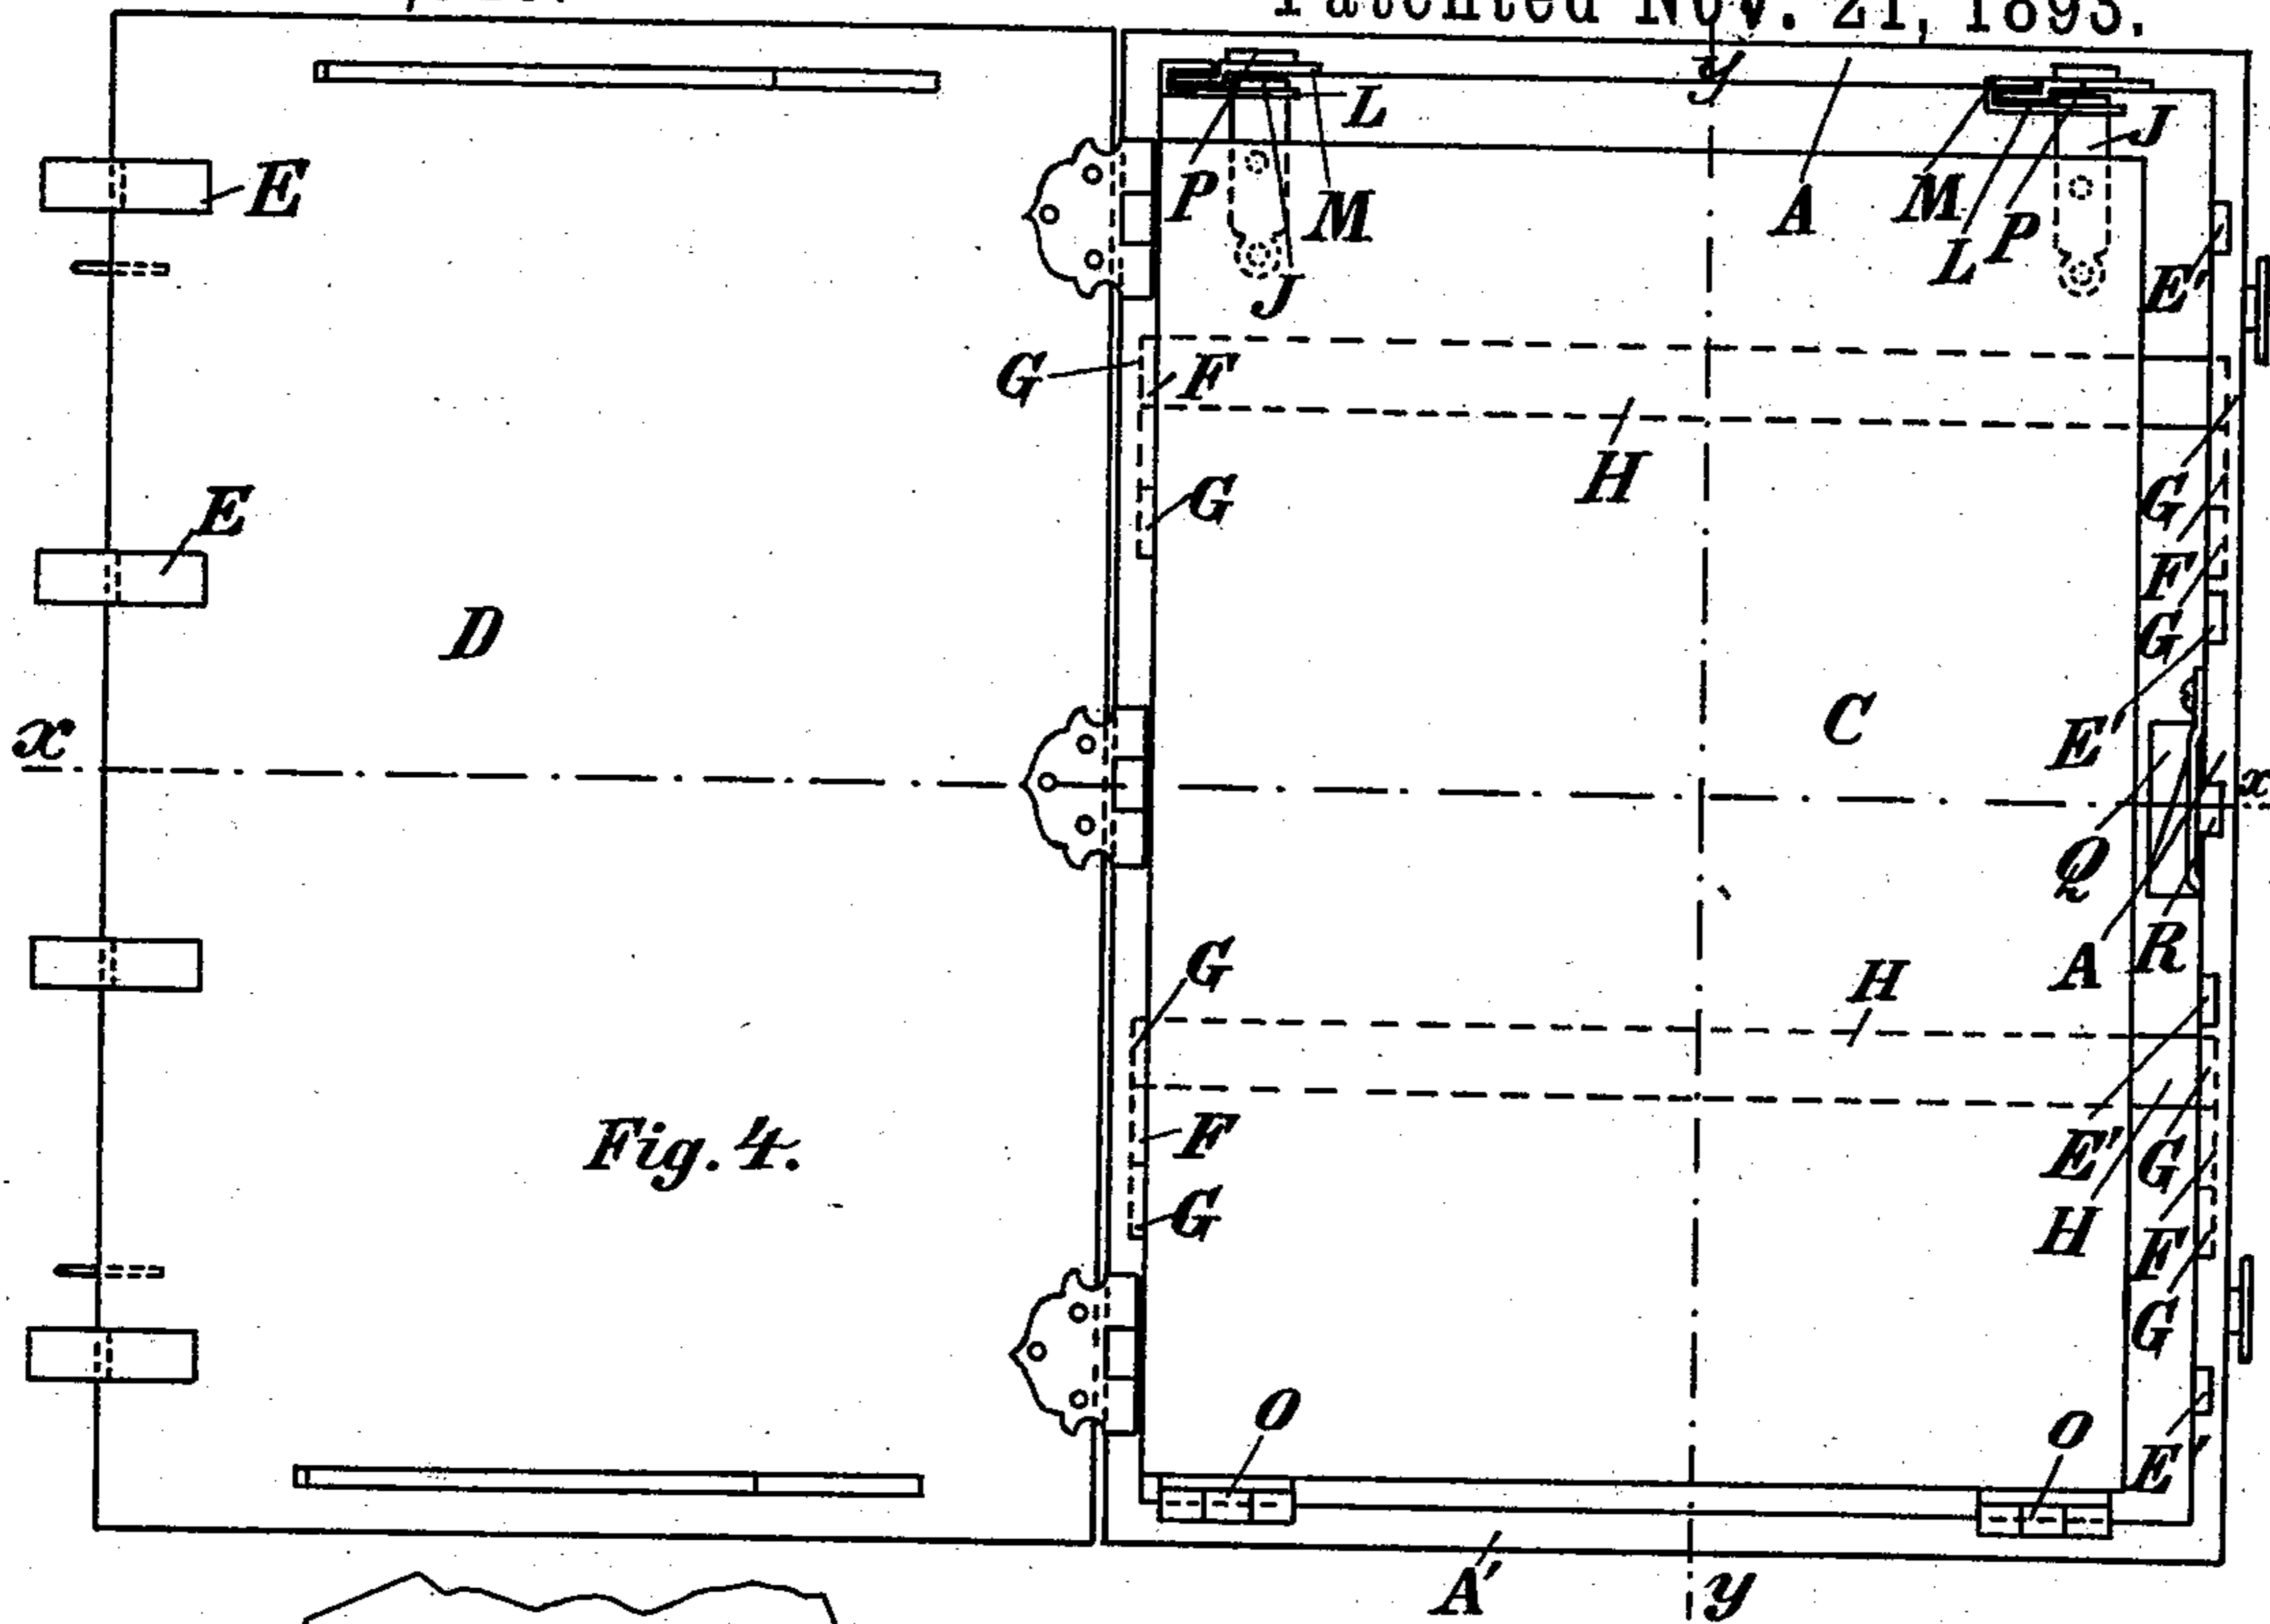 Patented Nov. 21, 1893.
y
L
J
E
P
M
A
M
L
P
E'
J
G
F
H
G
G
E
F
D
G
C
E'
x
x
Q
A
R
G
H
F
E'
G
Fig. 4.
G
H
F
G
O
O
E'
A'
y